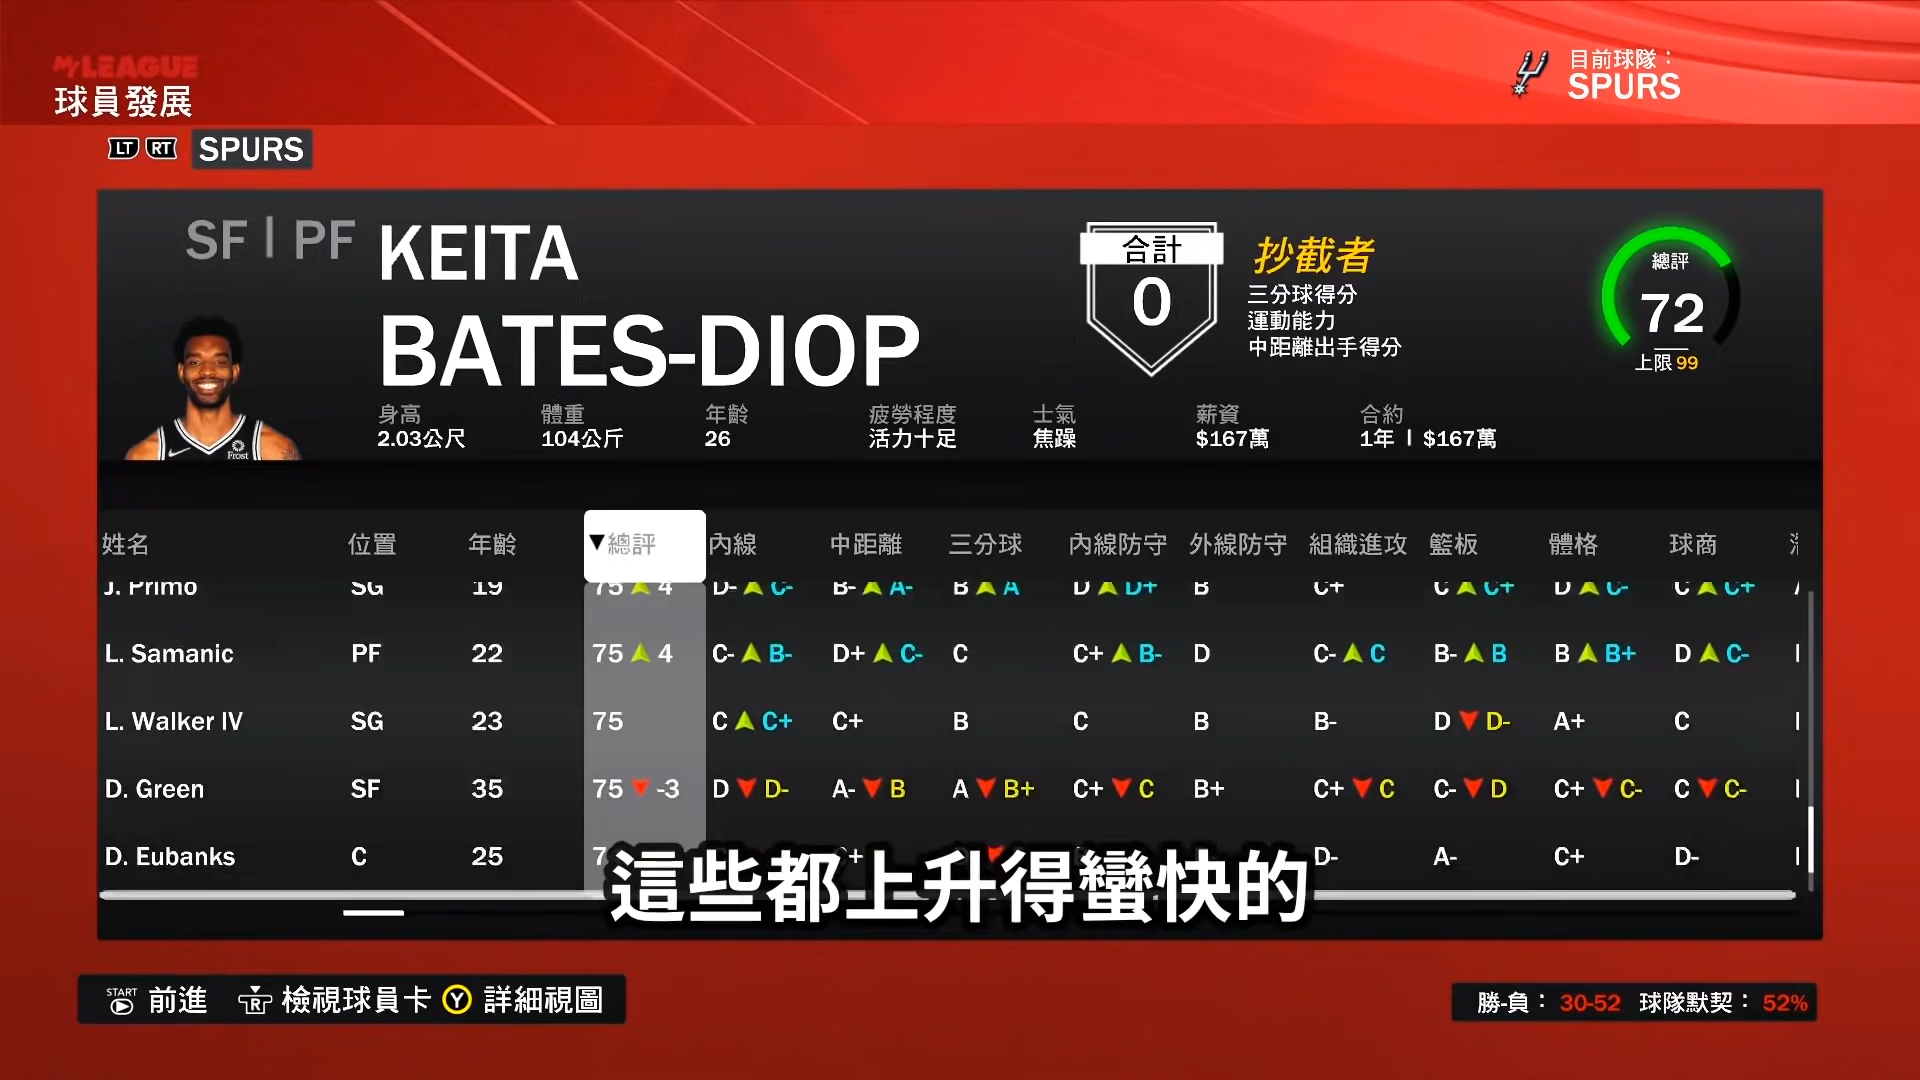 MyLEAGUE
球員發展
目前球隊：
SPURS
LT RT SPURS
SF | PF KEITA
BATES-DIOP
合計
0
抄截者
三分球得分
運動能力
中距離出手得分
總評
72
上限 99
身高 體重 年齡 疲勞程度 士氣 薪資 合約
2.03公尺 104公斤 26 活力十足 焦躁 $167萬 1年 | $167萬
Frost
姓名 位置 年齡 ▼總評 內線 中距離 三分球 內線防守 外線防守 組織進攻 籃板 體格 球商
J. Primo SG 19 75 ▲ 4 D- ▲ C- B- ▲ A- B ▲ A D ▲ D+ B C+ C ▲ C+ D ▲ C- C ▲ C+
L. Samanic PF 22 75 ▲ 4 C- ▲ B- D+ ▲ C- C C+ ▲ B- D C- ▲ C B- ▲ B B ▲ B+ D ▲ C-
L. Walker IV SG 23 75 C ▲ C+ C+ B C B B- D ▼ D- A+ C
D. Green SF 35 75 ▼ -3 D ▼ D- A- ▼ B A ▼ B+ C+ ▼ C B+ C+ ▼ C C- ▼ D C+ ▼ C- C ▼ C-
D. Eubanks C 25 D- A- C+ D-
這些都上升得蠻快的
START 前進 R 檢視球員卡 Y 詳細視圖
勝-負： 30-52 球隊默契： 52%